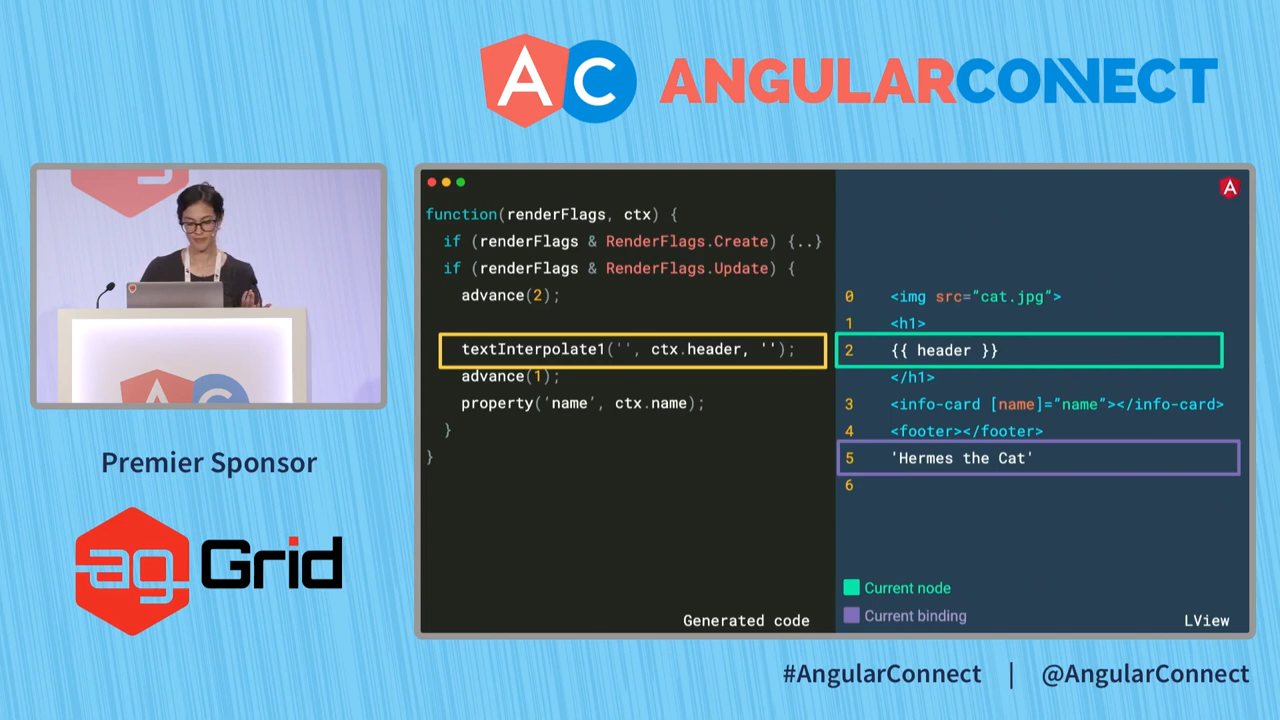 AC ANGULARCONNECT
function(renderFlags, ctx) {
if (renderFlags & RenderFlags.Create) {..}
if (renderFlags & RenderFlags.Update) {
advance(2);
textInterpolate1('', ctx.header, '');
advance(1);
property('name', ctx.name);
}
}
Generated code
0 <img src="cat.jpg">
1 <h1>
2 {{ header }}
</h1>
3 <info-card [name]="name"></info-card>
4 <footer></footer>
5 'Hermes the Cat'
6
Current node
Current binding
LView
Premier Sponsor
ag Grid
#AngularConnect | @AngularConnect